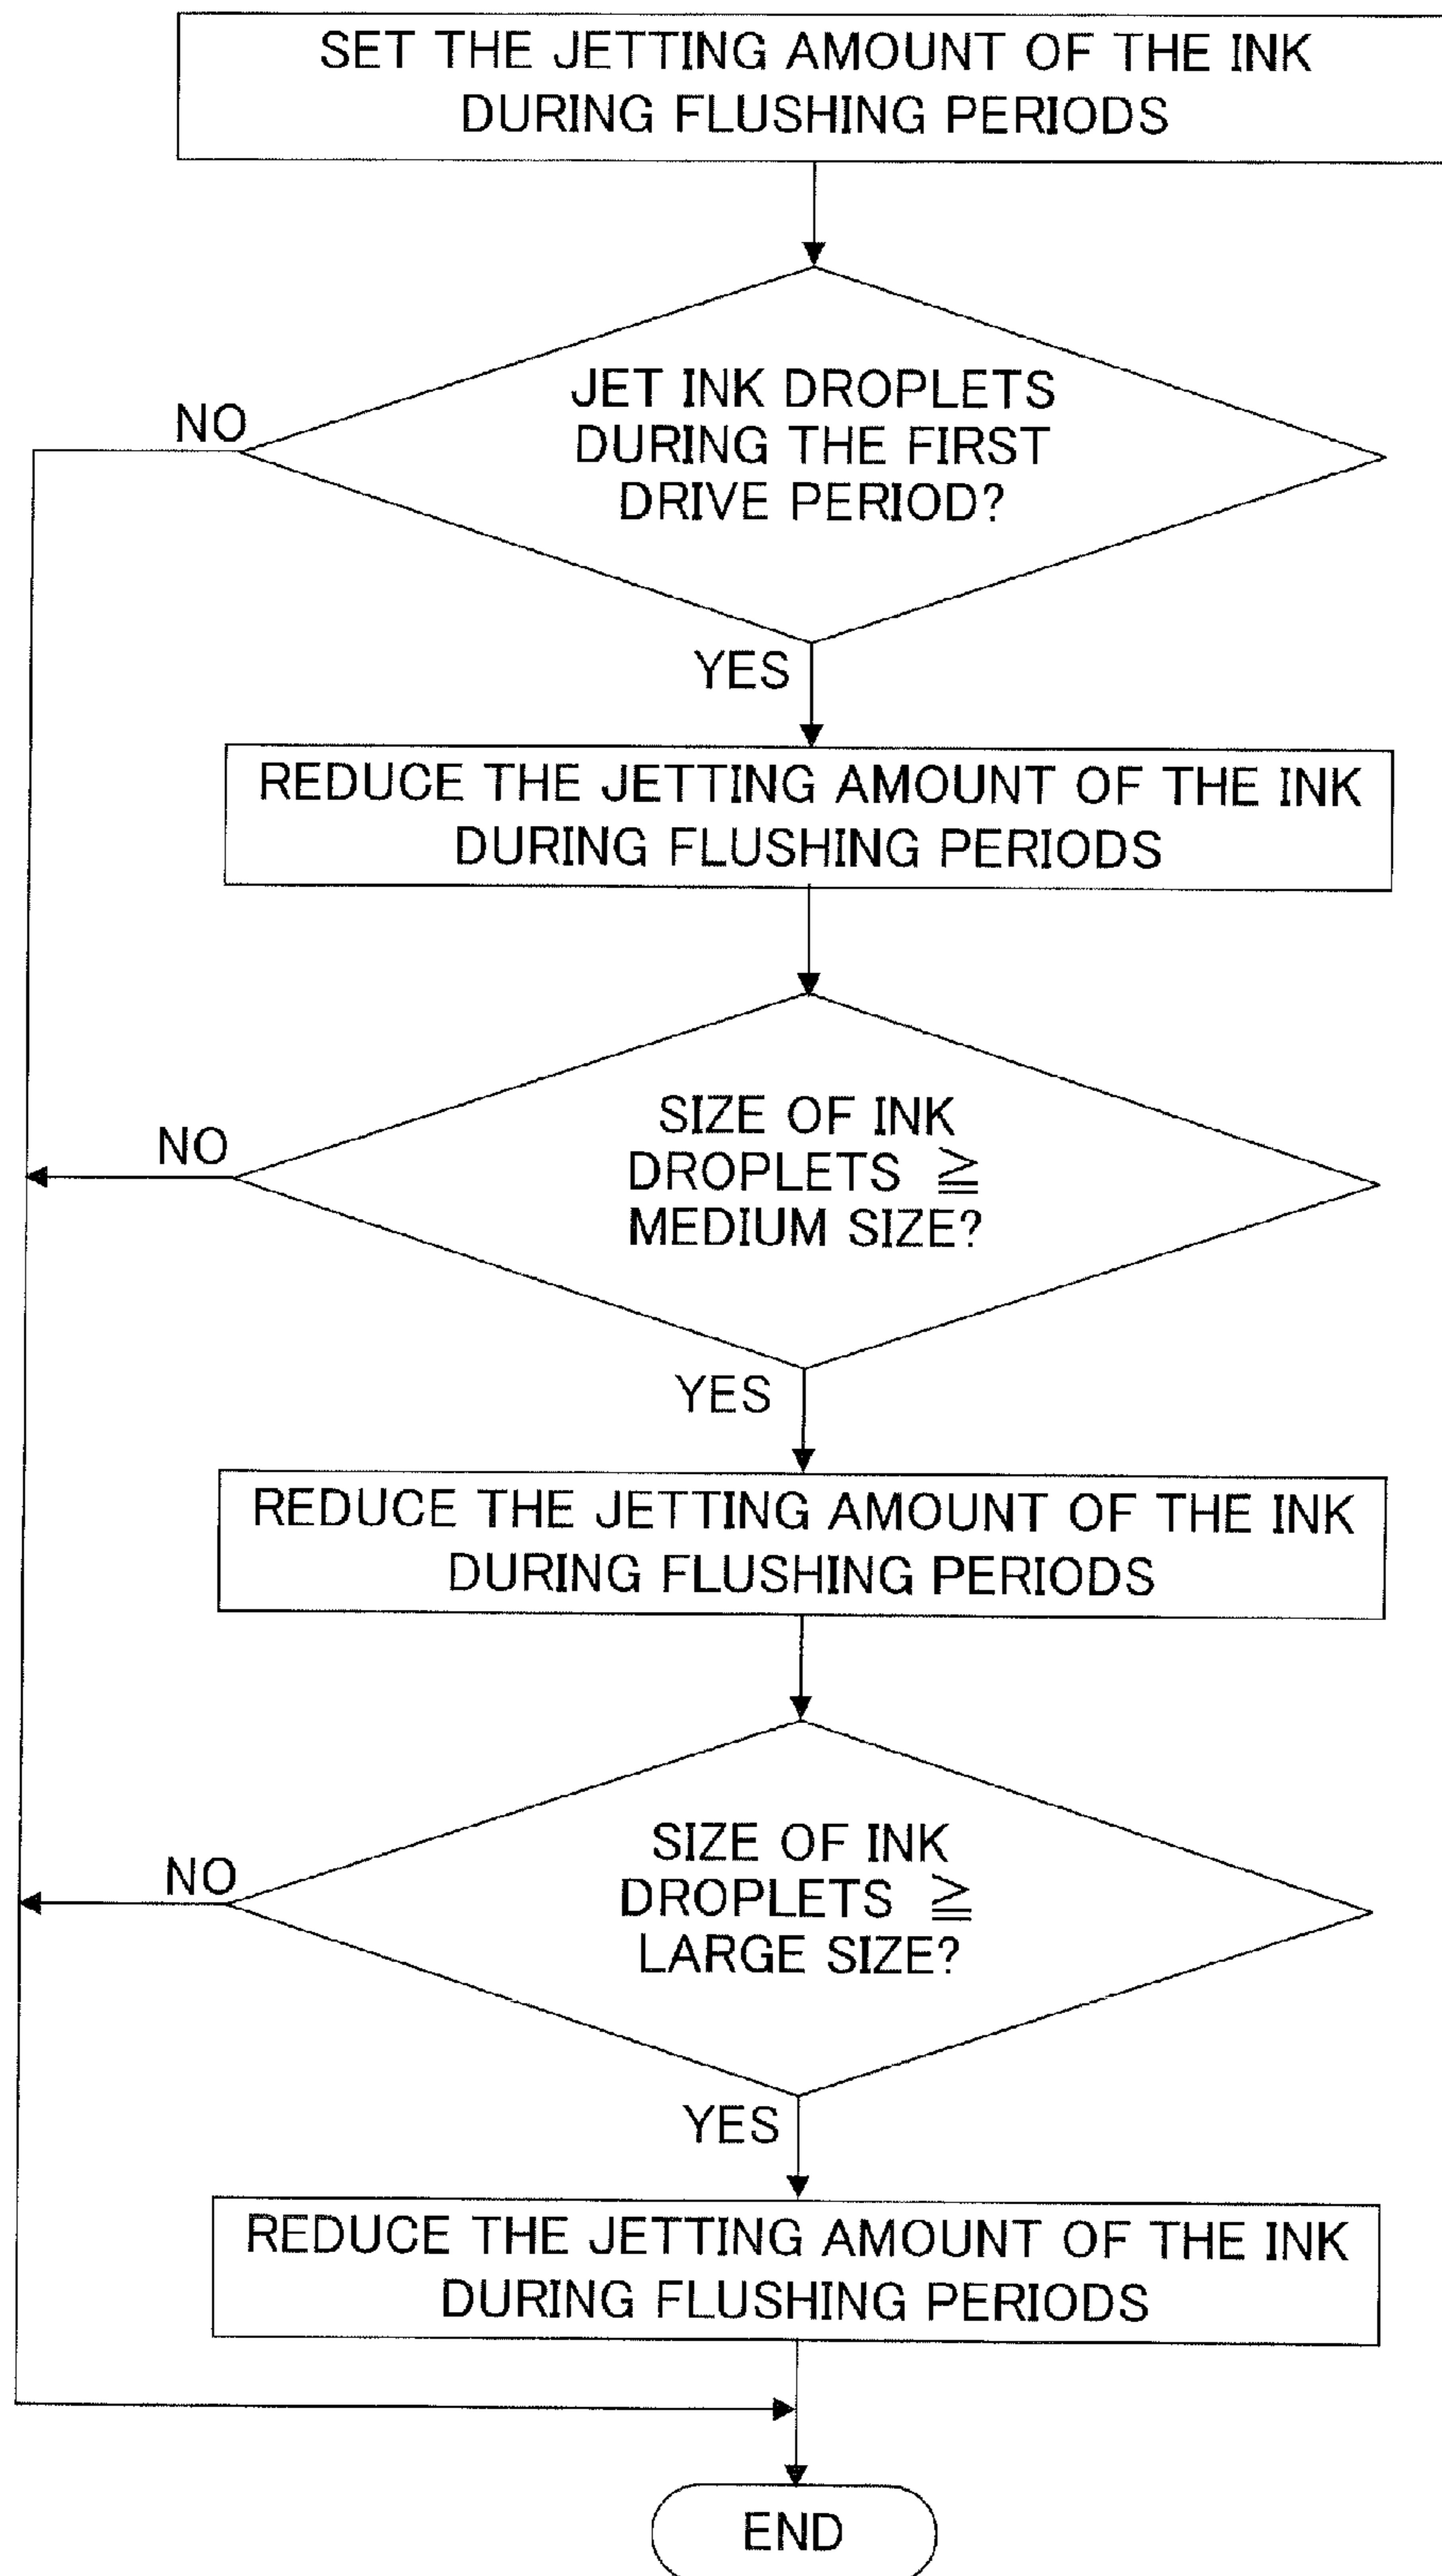 SET THE JETTING AMOUNT OF THE INK
DURING FLUSHING PERIODS
JET INK DROPLETS
DURING THE FIRST
DRIVE PERIOD?
NO
YES
REDUCE THE JETTING AMOUNT OF THE INK
DURING FLUSHING PERIODS
SIZE OF INK
DROPLETS ≧
MEDIUM SIZE?
NO
YES
REDUCE THE JETTING AMOUNT OF THE INK
DURING FLUSHING PERIODS
SIZE OF INK
DROPLETS ≧
LARGE SIZE?
NO
YES
REDUCE THE JETTING AMOUNT OF THE INK
DURING FLUSHING PERIODS
END